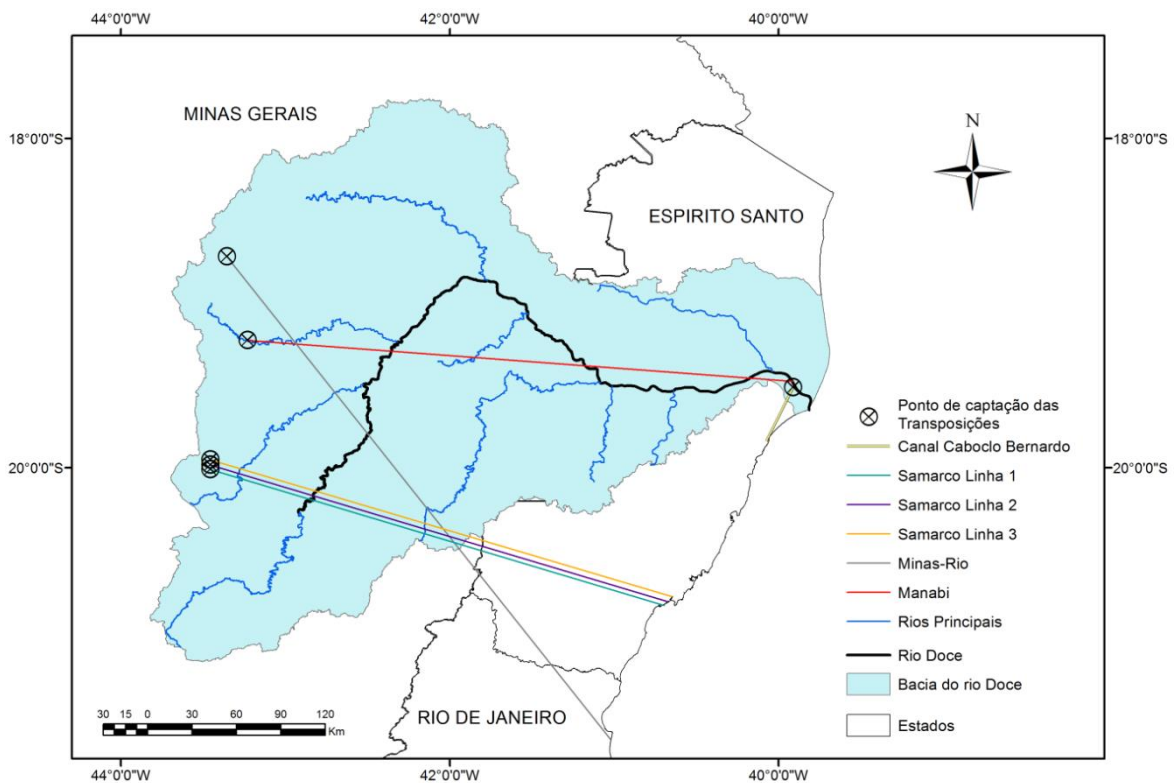 44°0'0"W 42°0'0"W 40°0'0"W
MINAS GERAIS
18°0'0"S 18°0'0"S
N
ESPIRITO SANTO
Ponto de captação das
Transposições
Canal Caboclo Bernardo
20°0'0"S 20°0'0"S
Samarco Linha 1
Samarco Linha 2
Samarco Linha 3
Minas-Rio
Manabi
Rios Principais
Rio Doce
Bacia do rio Doce
30 15 0 30 60 90 120
Km
RIO DE JANEIRO
Estados
44°0'0"W 42°0'0"W 40°0'0"W